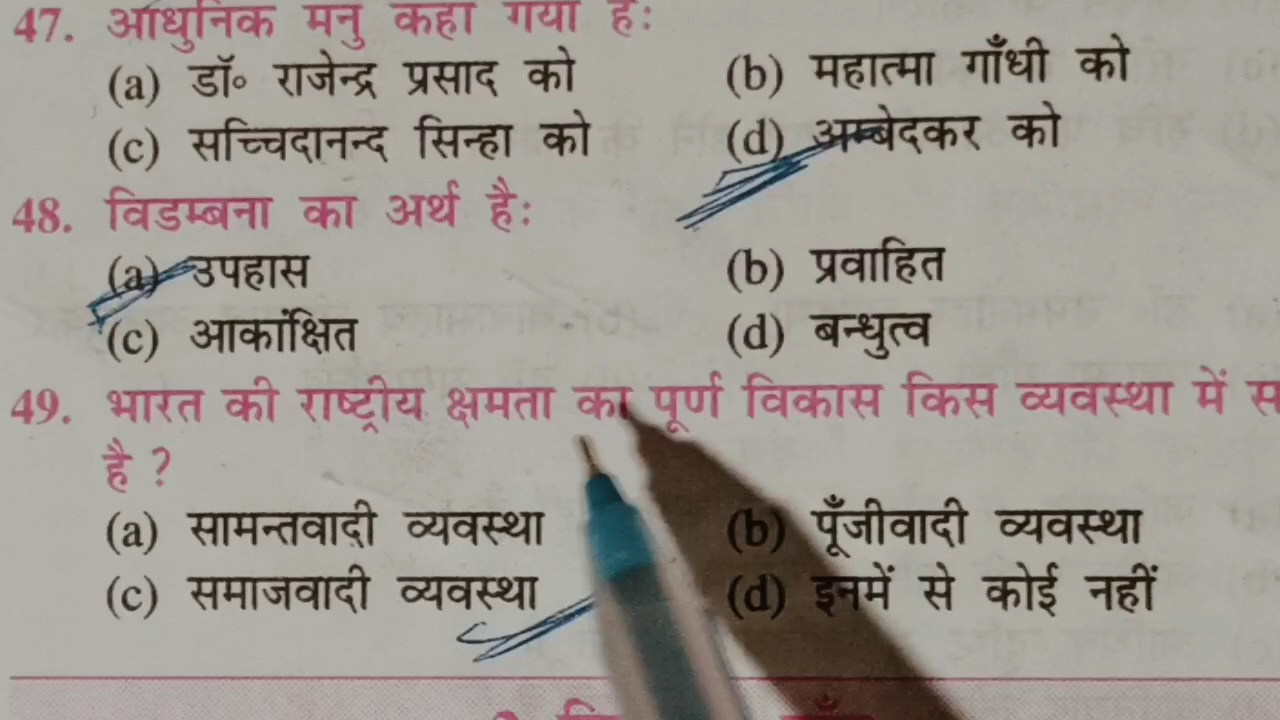 47. आधुनिक मनु कहा गया है:
(a) डॉ० राजेन्द्र प्रसाद को (b) महात्मा गाँधी को
(c) सच्चिदानन्द सिन्हा को (d) अम्बेदकर को
48. विडम्बना का अर्थ है:
(a) उपहास (b) प्रवाहित
(c) आकांक्षित (d) बन्धुत्व
49. भारत की राष्ट्रीय क्षमता का पूर्ण विकास किस व्यवस्था में
है ?
(a) सामन्तवादी व्यवस्था (b) पूँजीवादी व्यवस्था
(c) समाजवादी व्यवस्था (d) इनमें से कोई नहीं